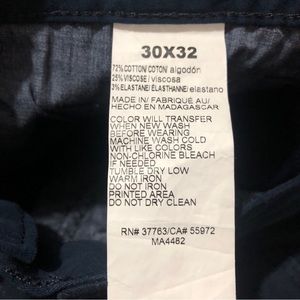 30X32
72% COTTON/ COTON/ algodón
25% VISCOSE / viscosa
3% ELASTANE/ ÉLASTHANNE/ elastano
MADE IN/ FABRIQUÉ AU/
HECHO EN MADAGASCAR
COLOR WILL TRANSFER
WHEN NEW WASH
BEFORE WEARING
MACHINE WASH COLD
WITH LIKE COLORS
NON-CHLORINE BLEACH
IF NEEDED
TUMBLE DRY LOW
WARM IRON
DO NOT IRON
PRINTED AREA
DO NOT DRY CLEAN
RN# 37763/CA# 55972
MA4482